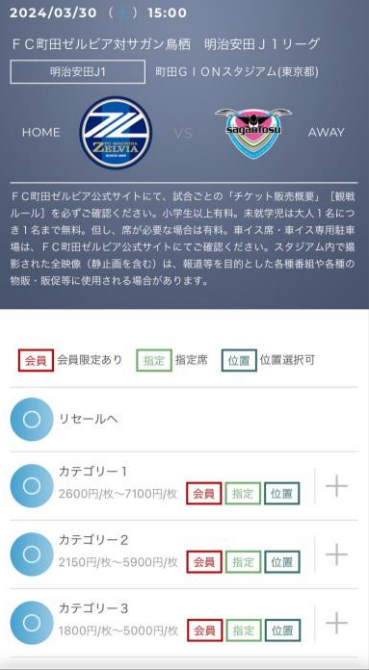 2024/03/30 (土) 15:00
ＦＣ町田ゼルビア対サガン鳥栖　明治安田Ｊ１リーグ
明治安田J1 町田ＧＩＯＮスタジアム(東京都)
HOME ZELVIA VS saganfosu AWAY
ＦＣ町田ゼルビア公式サイトにて、試合ごとの「チケット販売概要」［観戦
ルール］を必ずご確認ください。小学生以上有料。未就学児は大人１名につ
き１名まで無料。但し、席が必要な場合は有料。車イス席・車イス専用駐車
場は、ＦＣ町田ゼルビア公式サイトにてご確認ください。スタジアム内で撮
影された全映像（静止画を含む）は、報道等を目的とした各種番組や各種の
物販・販促等に使用される場合があります。
会員 会員限定あり 指定 指定席 位置 位置選択可
リセールへ
カテゴリー１
2600円/枚～7100円/枚 会員 指定 位置
カテゴリー２
2150円/枚～5900円/枚 会員 指定 位置
カテゴリー３
1800円/枚～5000円/枚 会員 指定 位置